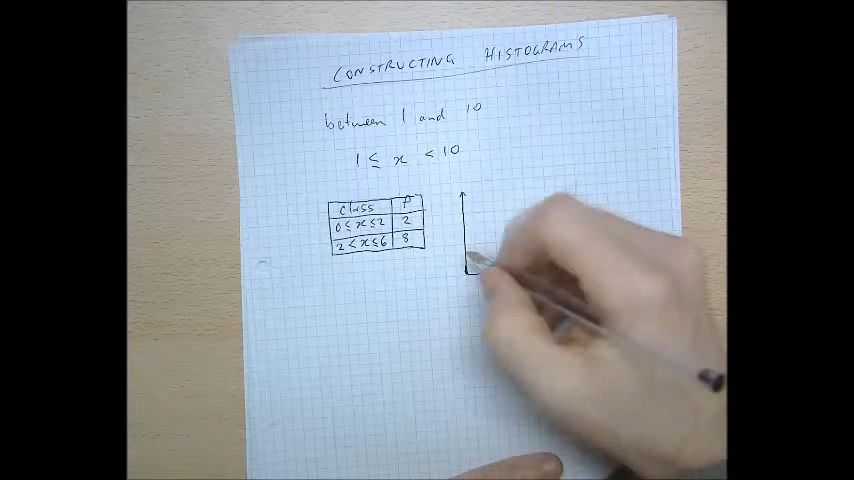 CONSTRUCTING HISTOGRAMS
between 1 and 10
1 ≤ x < 10
Class f
0 ≤ x ≤ 2 2
2 < x ≤ 6 8